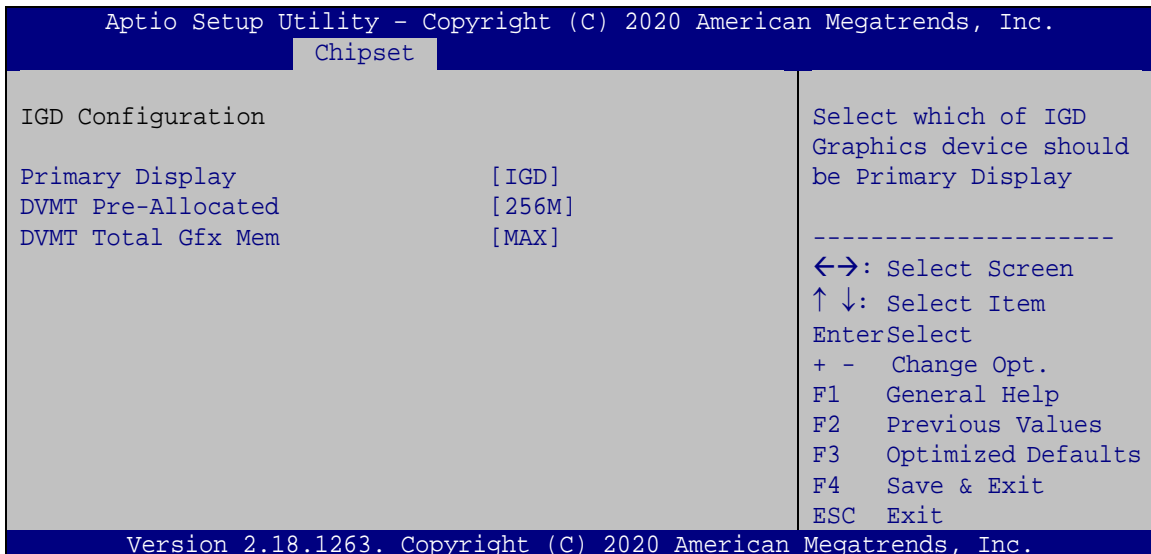 Aptio Setup Utility – Copyright (C) 2020 American Megatrends, Inc.
Chipset
IGD Configuration
Primary Display [IGD]
DVMT Pre-Allocated [256M]
DVMT Total Gfx Mem [MAX]
Select which of IGD
Graphics device should
be Primary Display
---------------------
←→: Select Screen
↑ ↓: Select Item
EnterSelect
+ - Change Opt.
F1 General Help
F2 Previous Values
F3 Optimized Defaults
F4 Save & Exit
ESC Exit
Version 2.18.1263. Copyright (C) 2020 American Megatrends, Inc.